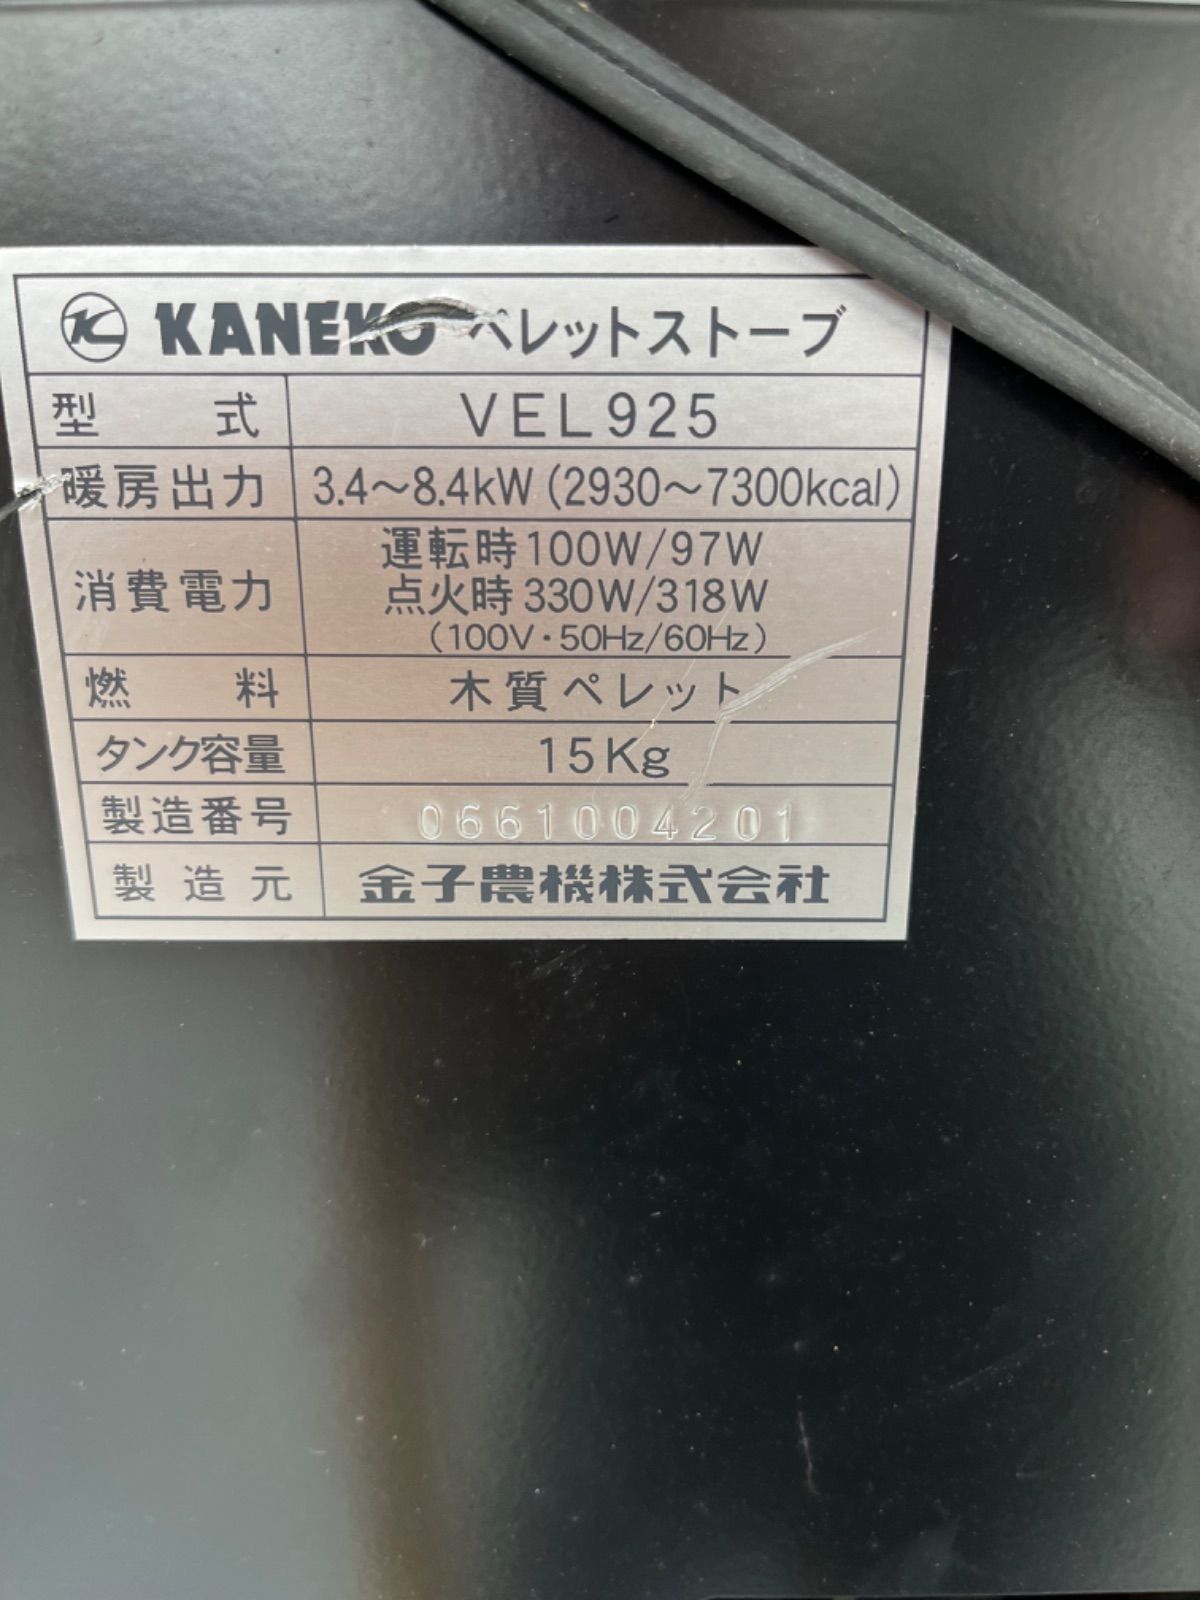 KANEKO ペレットストーブ
型式 VEL925
暖房出力 3.4～8.4kW(2930～7300kcal)
消費電力 運転時100W/97W
点火時330W/318W
(100V・50Hz/60Hz)
燃料 木質ペレット
タンク容量 15Kg
製造番号 0661004201
製造元 金子農機株式会社